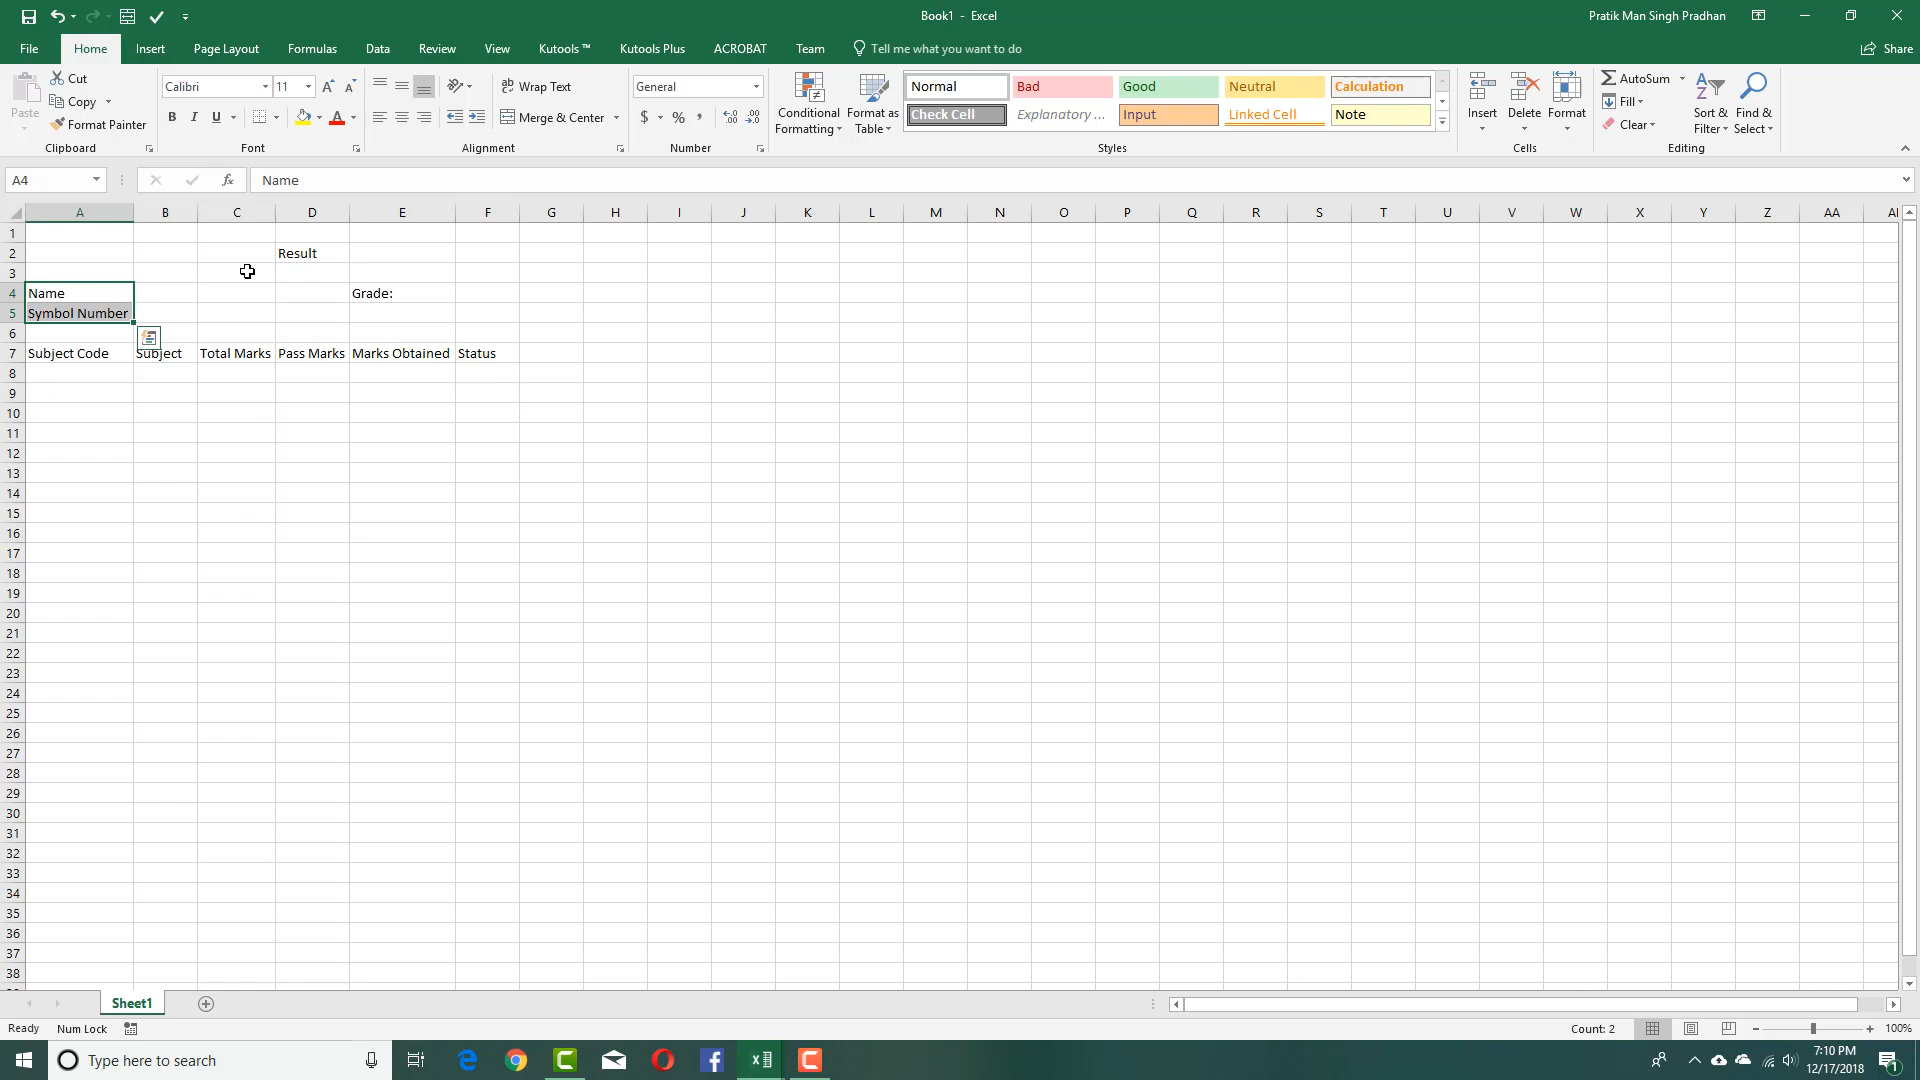 Book1 - Excel
Pratik Man Singh Pradhan
File Home Insert Page Layout Formulas Data Review View Kutools ™ Kutools Plus ACROBAT Team Tell me what you want to do Share
Paste
Cut
Copy
Format Painter
Clipboard
Calibri 11
B I U
Font
Wrap Text
Merge & Center
Alignment
General
$ % ,
Number
Conditional Formatting
Format as Table
Normal Bad Good Neutral Calculation
Check Cell Explanatory ... Input Linked Cell Note
Styles
Insert Delete Format
Cells
AutoSum
Fill
Clear
Sort & Filter
Find & Select
Editing
A4
fx
Name
A B C D E F G H I J K L M N O P Q R S T U V W X Y Z AA
1
2 Result
3
4 Name Grade:
5 Symbol Number
6
7 Subject Code Subject Total Marks Pass Marks Marks Obtained Status
8
9
10
11
12
13
14
15
16
17
18
19
20
21
22
23
24
25
26
27
28
29
30
31
32
33
34
35
36
37
38
Sheet1
Ready Num Lock Count: 2 100%
Type here to search
7:10 PM
12/17/2018
1